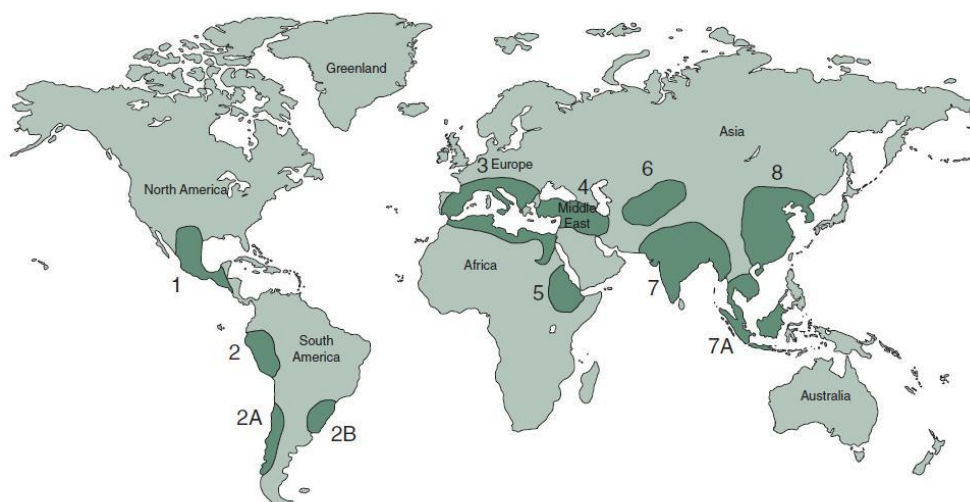 Greenland
Asia
3 Europe
6
8
North America
4
Middle
East
Africa
5
1
7
South
America
2
7A
Australia
2A
2B